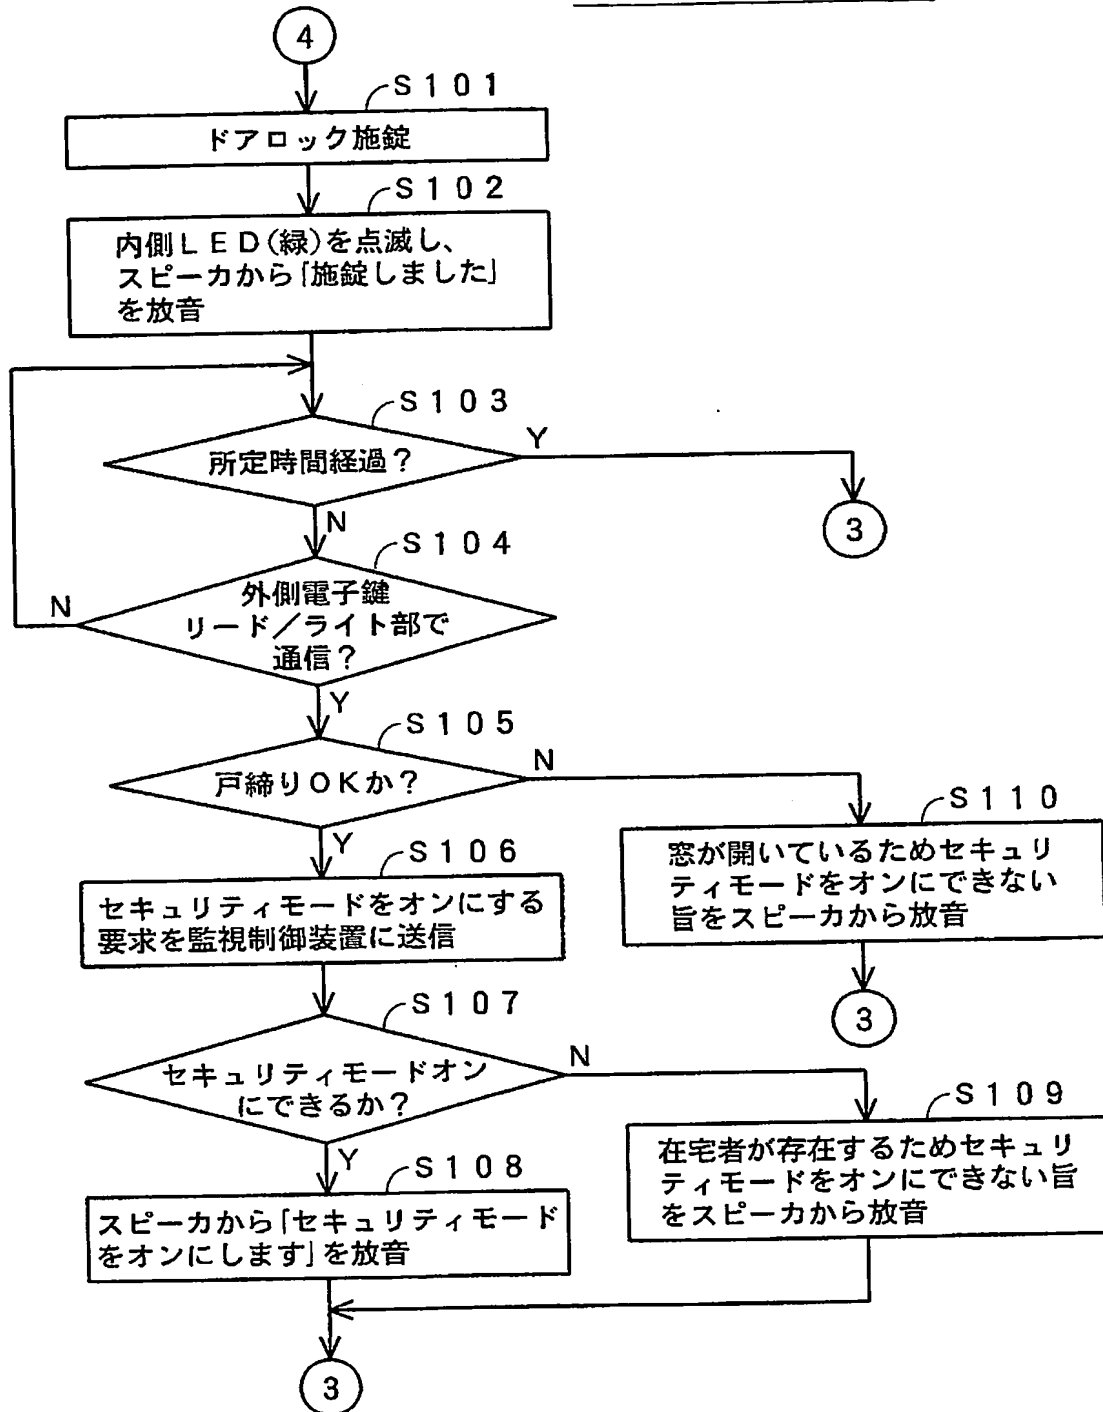 4
S101
ドアロック施錠
S102
内側LED(緑)を点滅し、
スピーカから「施錠しました」
を放音
S103
所定時間経過?
Y
3
N
S104
外側電子鍵
リード/ライト部で
通信?
N
Y
S105
戸締りOKか?
N
S110
窓が開いているためセキュリ
ティモードをオンにできない
旨をスピーカから放音
3
Y
S106
セキュリティモードをオンにする
要求を監視制御装置に送信
S107
セキュリティモードオン
にできるか?
N
S109
在宅者が存在するためセキュリ
ティモードをオンにできない旨
をスピーカから放音
Y
S108
スピーカから「セキュリティモード
をオンにします」を放音
3